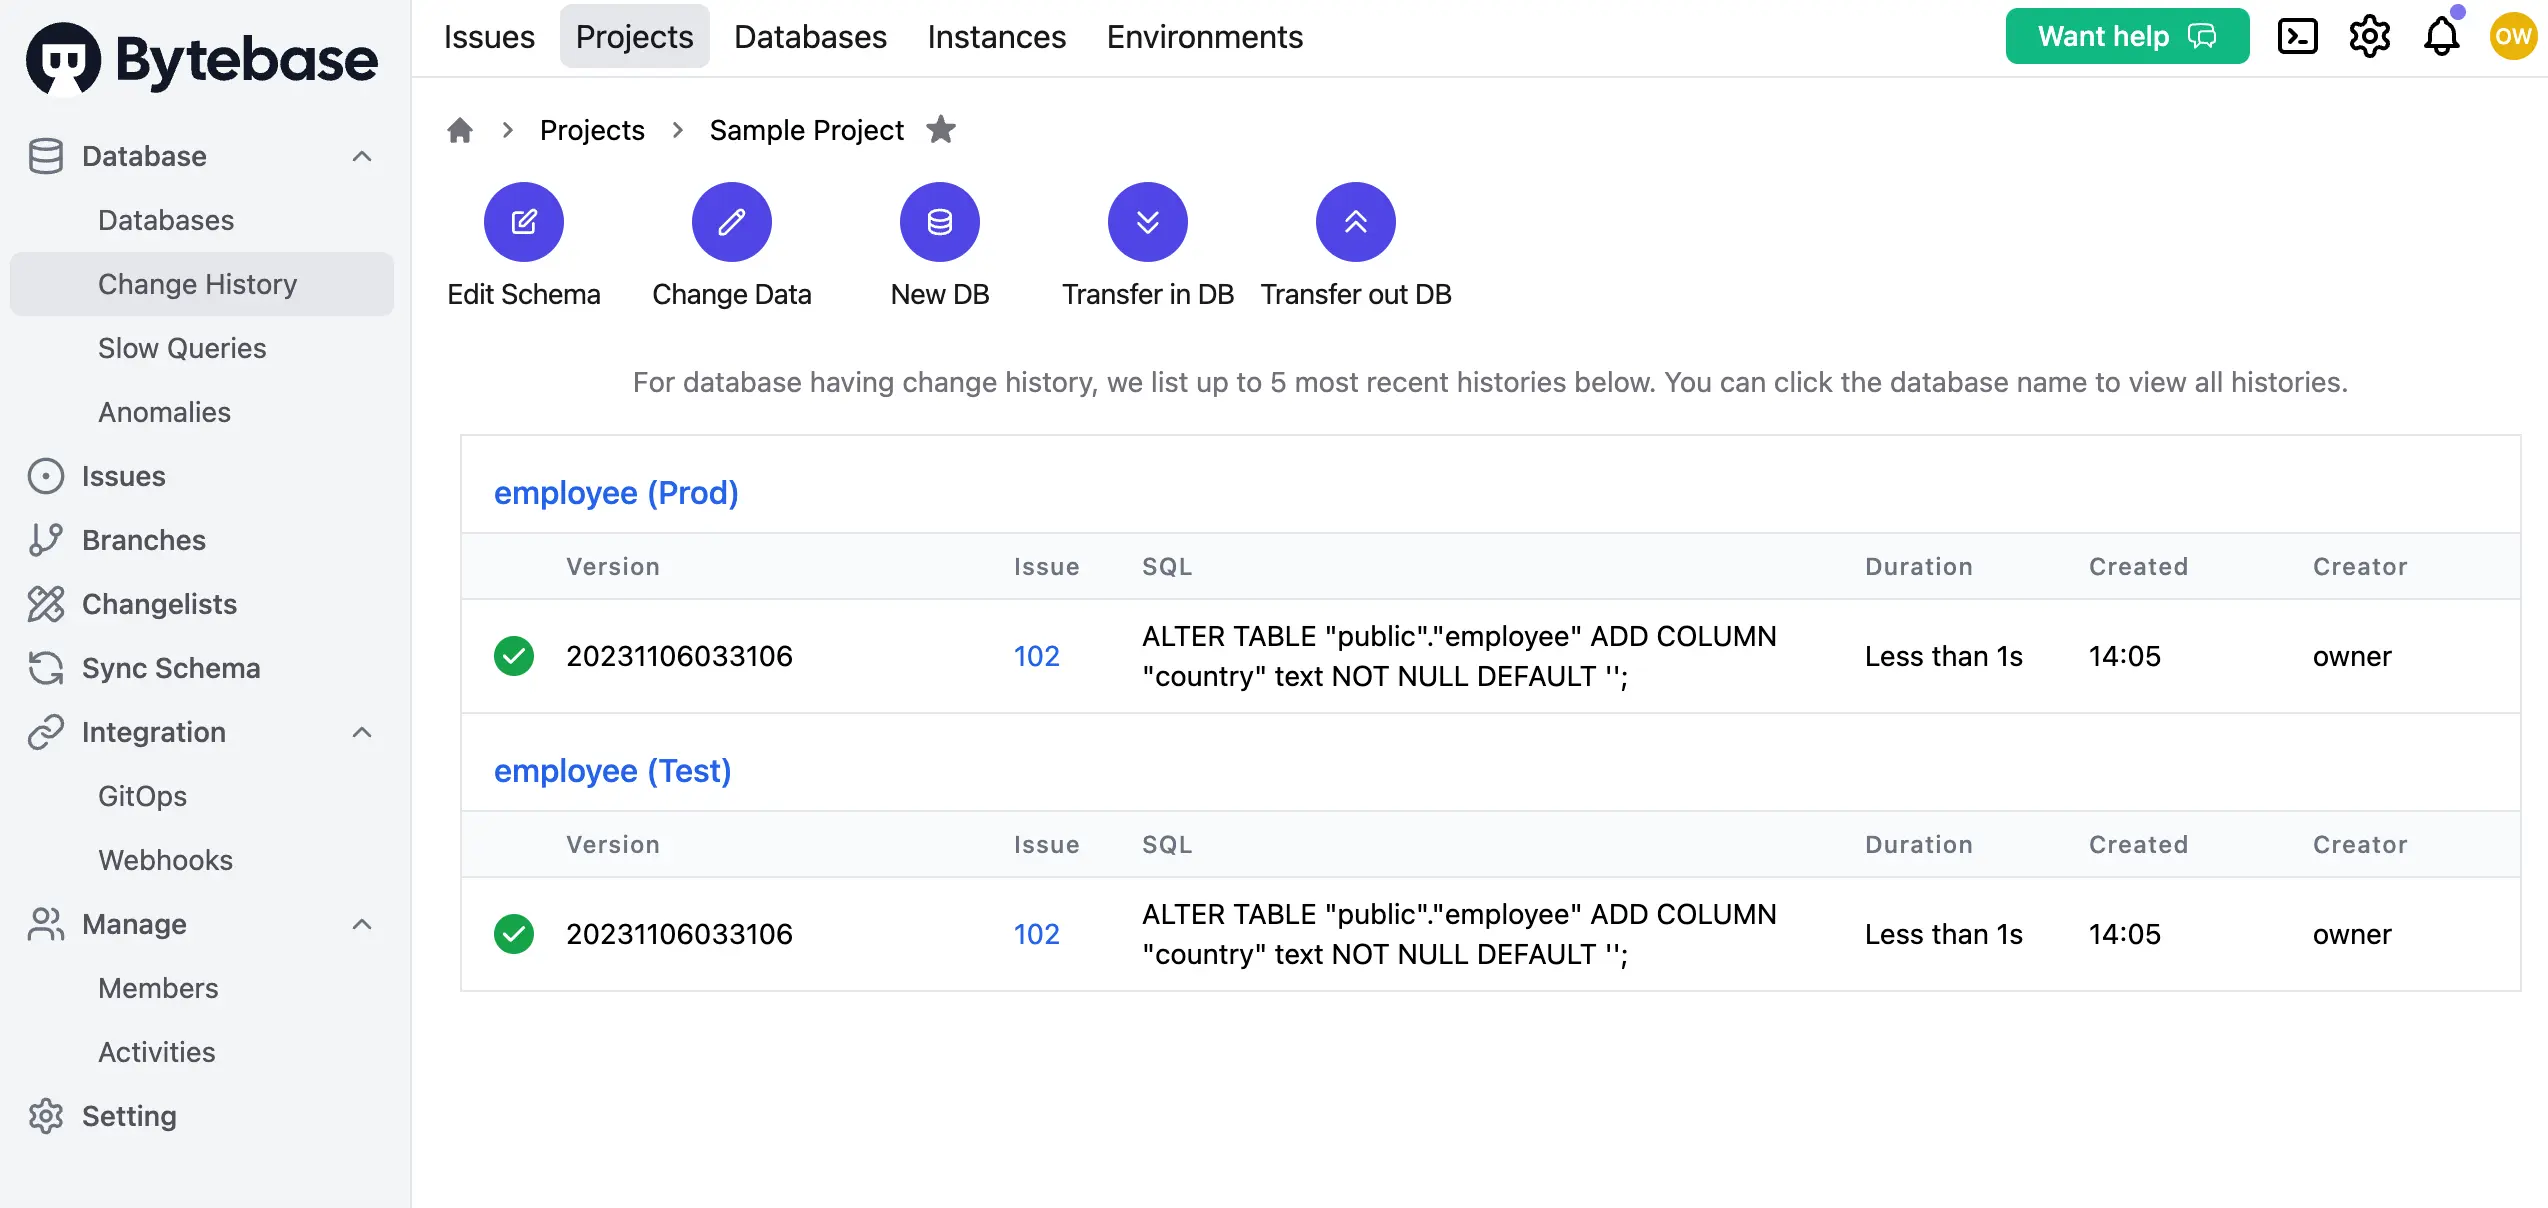 Bytebase
Issues Projects Databases Instances Environments Want help OW
Database
Databases
Change History
Slow Queries
Anomalies
Issues
Branches
Changelists
Sync Schema
Integration
GitOps
Webhooks
Manage
Members
Activities
Setting
Projects Sample Project
Edit Schema Change Data New DB Transfer in DB Transfer out DB
For database having change history, we list up to 5 most recent histories below. You can click the database name to view all histories.
employee (Prod)
Version Issue SQL Duration Created Creator
20231106033106 102 ALTER TABLE "public"."employee" ADD COLUMN
"country" text NOT NULL DEFAULT ''; Less than 1s 14:05 owner
employee (Test)
Version Issue SQL Duration Created Creator
20231106033106 102 ALTER TABLE "public"."employee" ADD COLUMN
"country" text NOT NULL DEFAULT ''; Less than 1s 14:05 owner